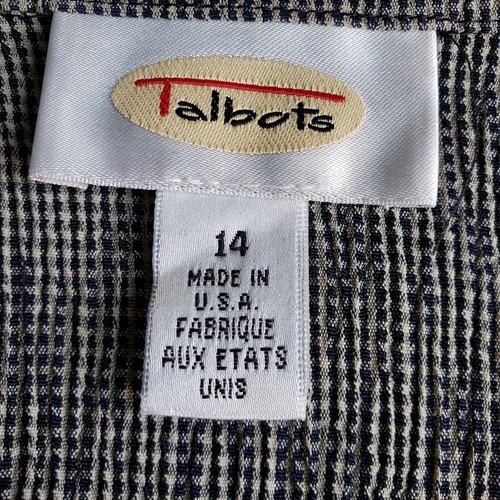 Talbots
14
MADE IN
U.S.A.
FABRIQUE
AUX ETATS
UNIS